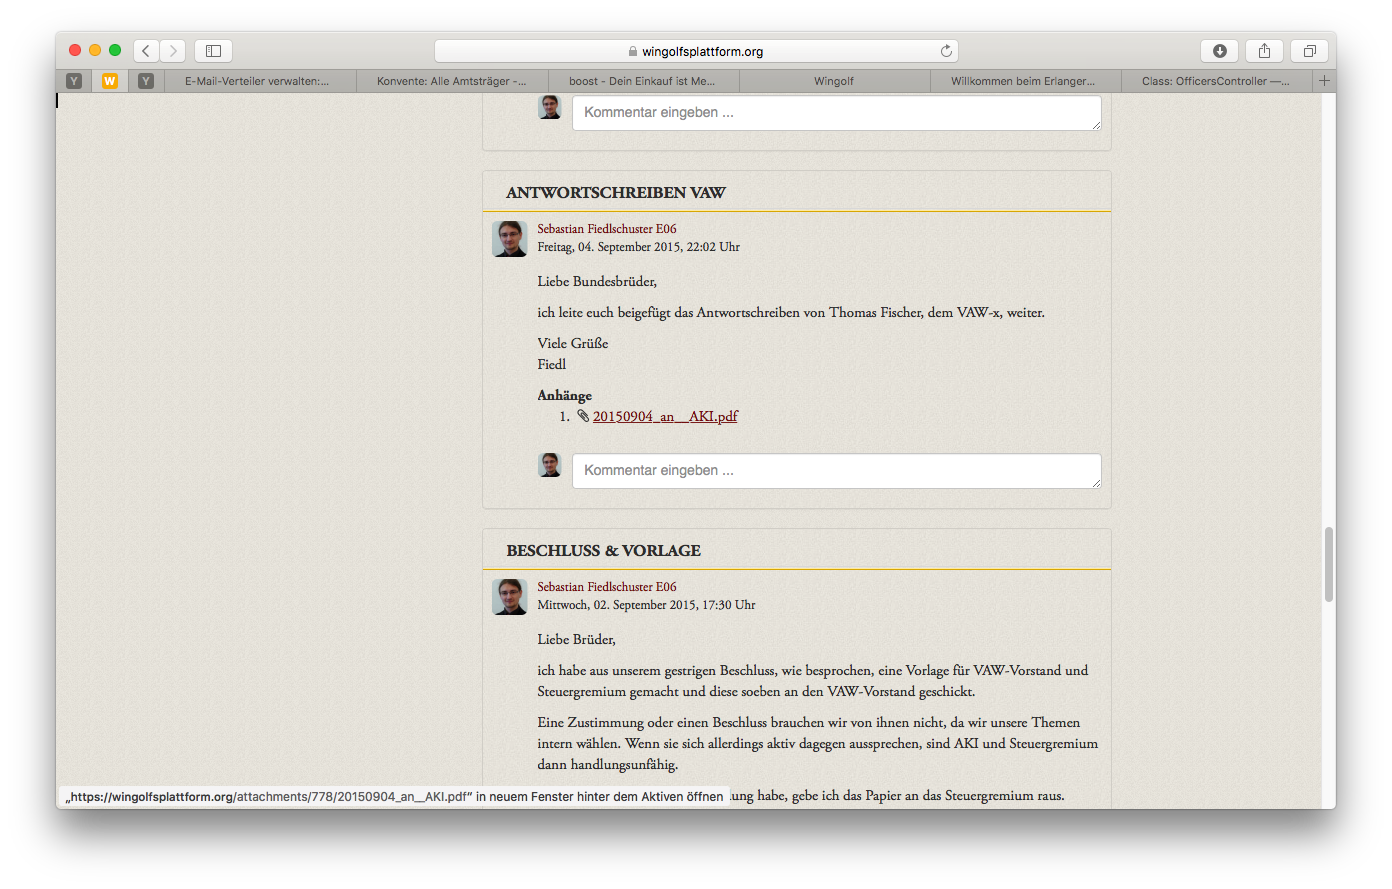 wingolfsplattform.org
Y
W
Y
E-Mail-Verteiler verwalten:...
Konvente: Alle Amtsträger -...
boost - Dein Einkauf ist Me...
Wingolf
Willkommen beim Erlanger...
Class: OfficersController —...
Kommentar eingeben ...
ANTWORTSCHREIBEN VAW
Sebastian Fiedlschuster E06
Freitag, 04. September 2015, 22:02 Uhr
Liebe Bundesbrüder,
ich leite euch beigefügt das Antwortschreiben von Thomas Fischer, dem VAW-x, weiter.
Viele Grüße
Fiedl
Anhänge
1. 20150904_an__AKI.pdf
Kommentar eingeben ...
BESCHLUSS & VORLAGE
Sebastian Fiedlschuster E06
Mittwoch, 02. September 2015, 17:30 Uhr
Liebe Brüder,
ich habe aus unserem gestrigen Beschluss, wie besprochen, eine Vorlage für VAW-Vorstand und
Steuergremium gemacht und diese soeben an den VAW-Vorstand geschickt.
Eine Zustimmung oder einen Beschluss brauchen wir von ihnen nicht, da wir unsere Themen
intern wählen. Wenn sie sich allerdings aktiv dagegen aussprechen, sind AKI und Steuergremium
dann handlungsunfähig.
„https://wingolfsplattform.org/attachments/778/20150904_an__AKI.pdf“ in neuem Fenster hinter dem Aktiven öffnen
ung habe, gebe ich das Papier an das Steuergremium raus.